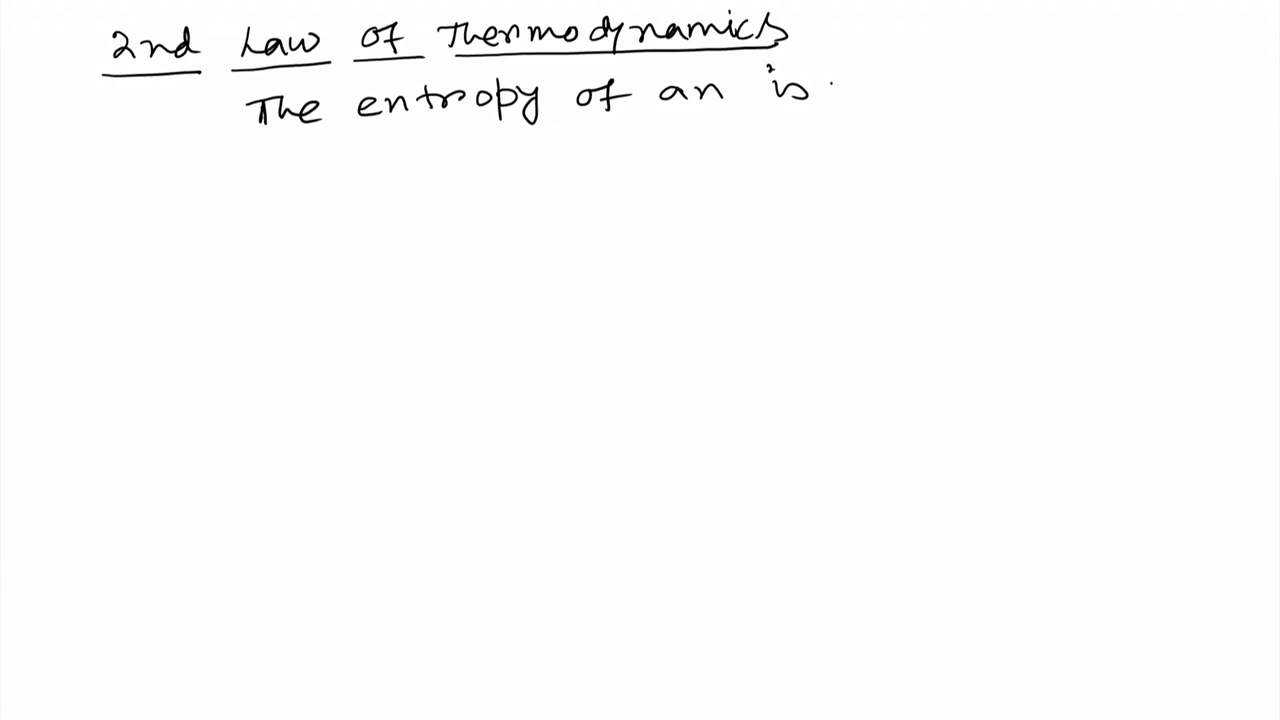 2nd Law of Thermodynamics
The entropy of an is